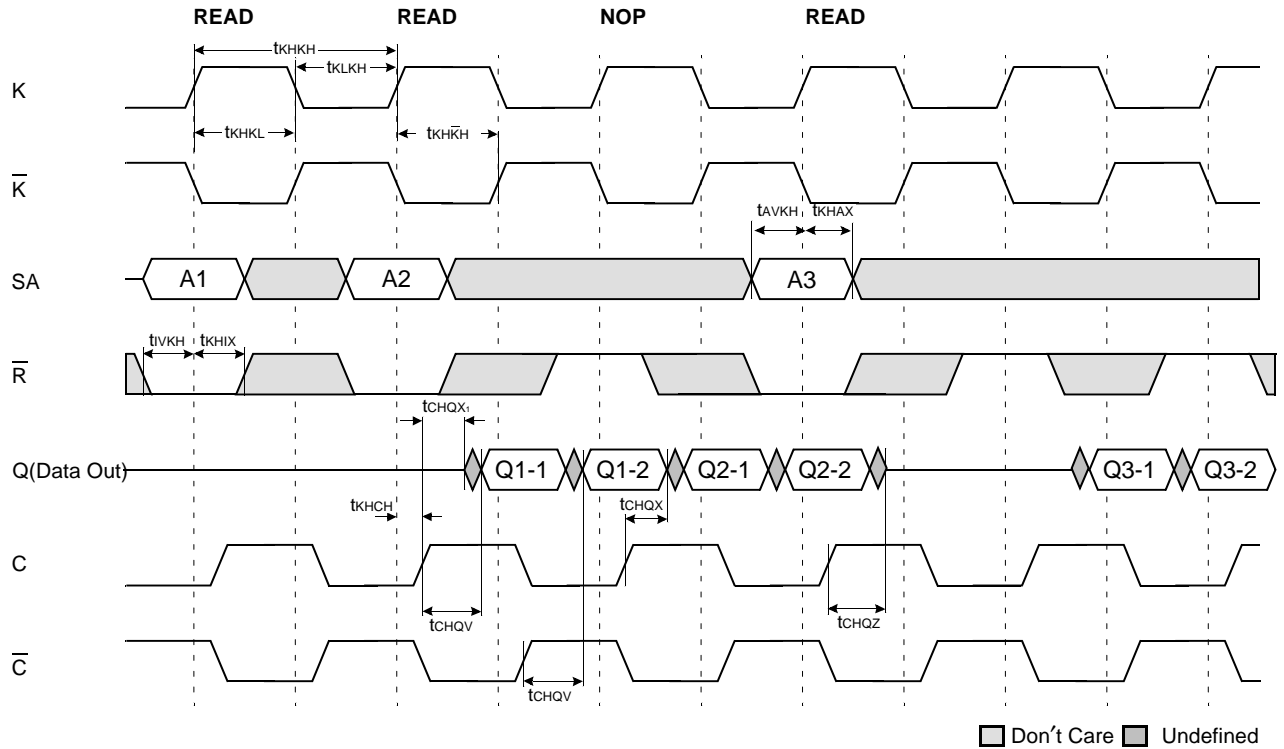 READ READ NOP READ
tKHKH
tKLKH
K
tKHKL tKHK̅H
K̅
tAVKH tKHAX
SA A1 A2 A3
tIVKH tKHIX
R̅
tCHQX1
Q(Data Out) Q1-1 Q1-2 Q2-1 Q2-2 Q3-1 Q3-2
tKHCH tCHQX
C
tCHQV tCHQZ
C̅
tCHQV
Don′t Care Undefined